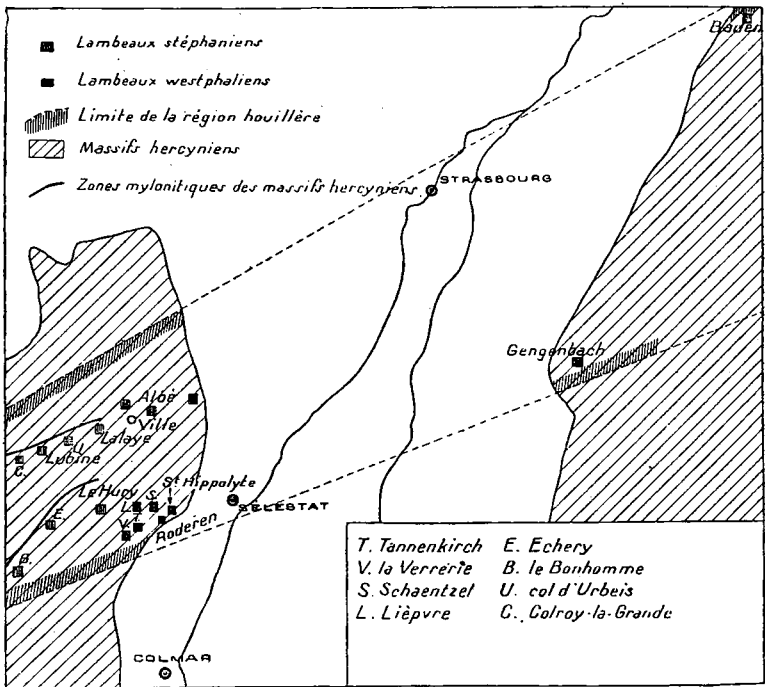 Lambeaux stéphaniens
Lambeaux westphaliens
Limite de la région houillère
Massifs hercyniens
Zones mylonitiques des massifs hercyniens
Baden
STRASBOURG
Gengenbach
Albé
Ville
Lalaye
U.
Lubine
C.
St Hippolyte
Le Hury
S.
L.
T.
V.
E.
Roderen
SÉLESTAT
B.
COLMAR
T. Tannenkirch E. Echery
V. la Verrerie B. le Bonhomme
S. Schaentzel U. col d'Urbeis
L. Lièpvre C. Colroy-la-Grande